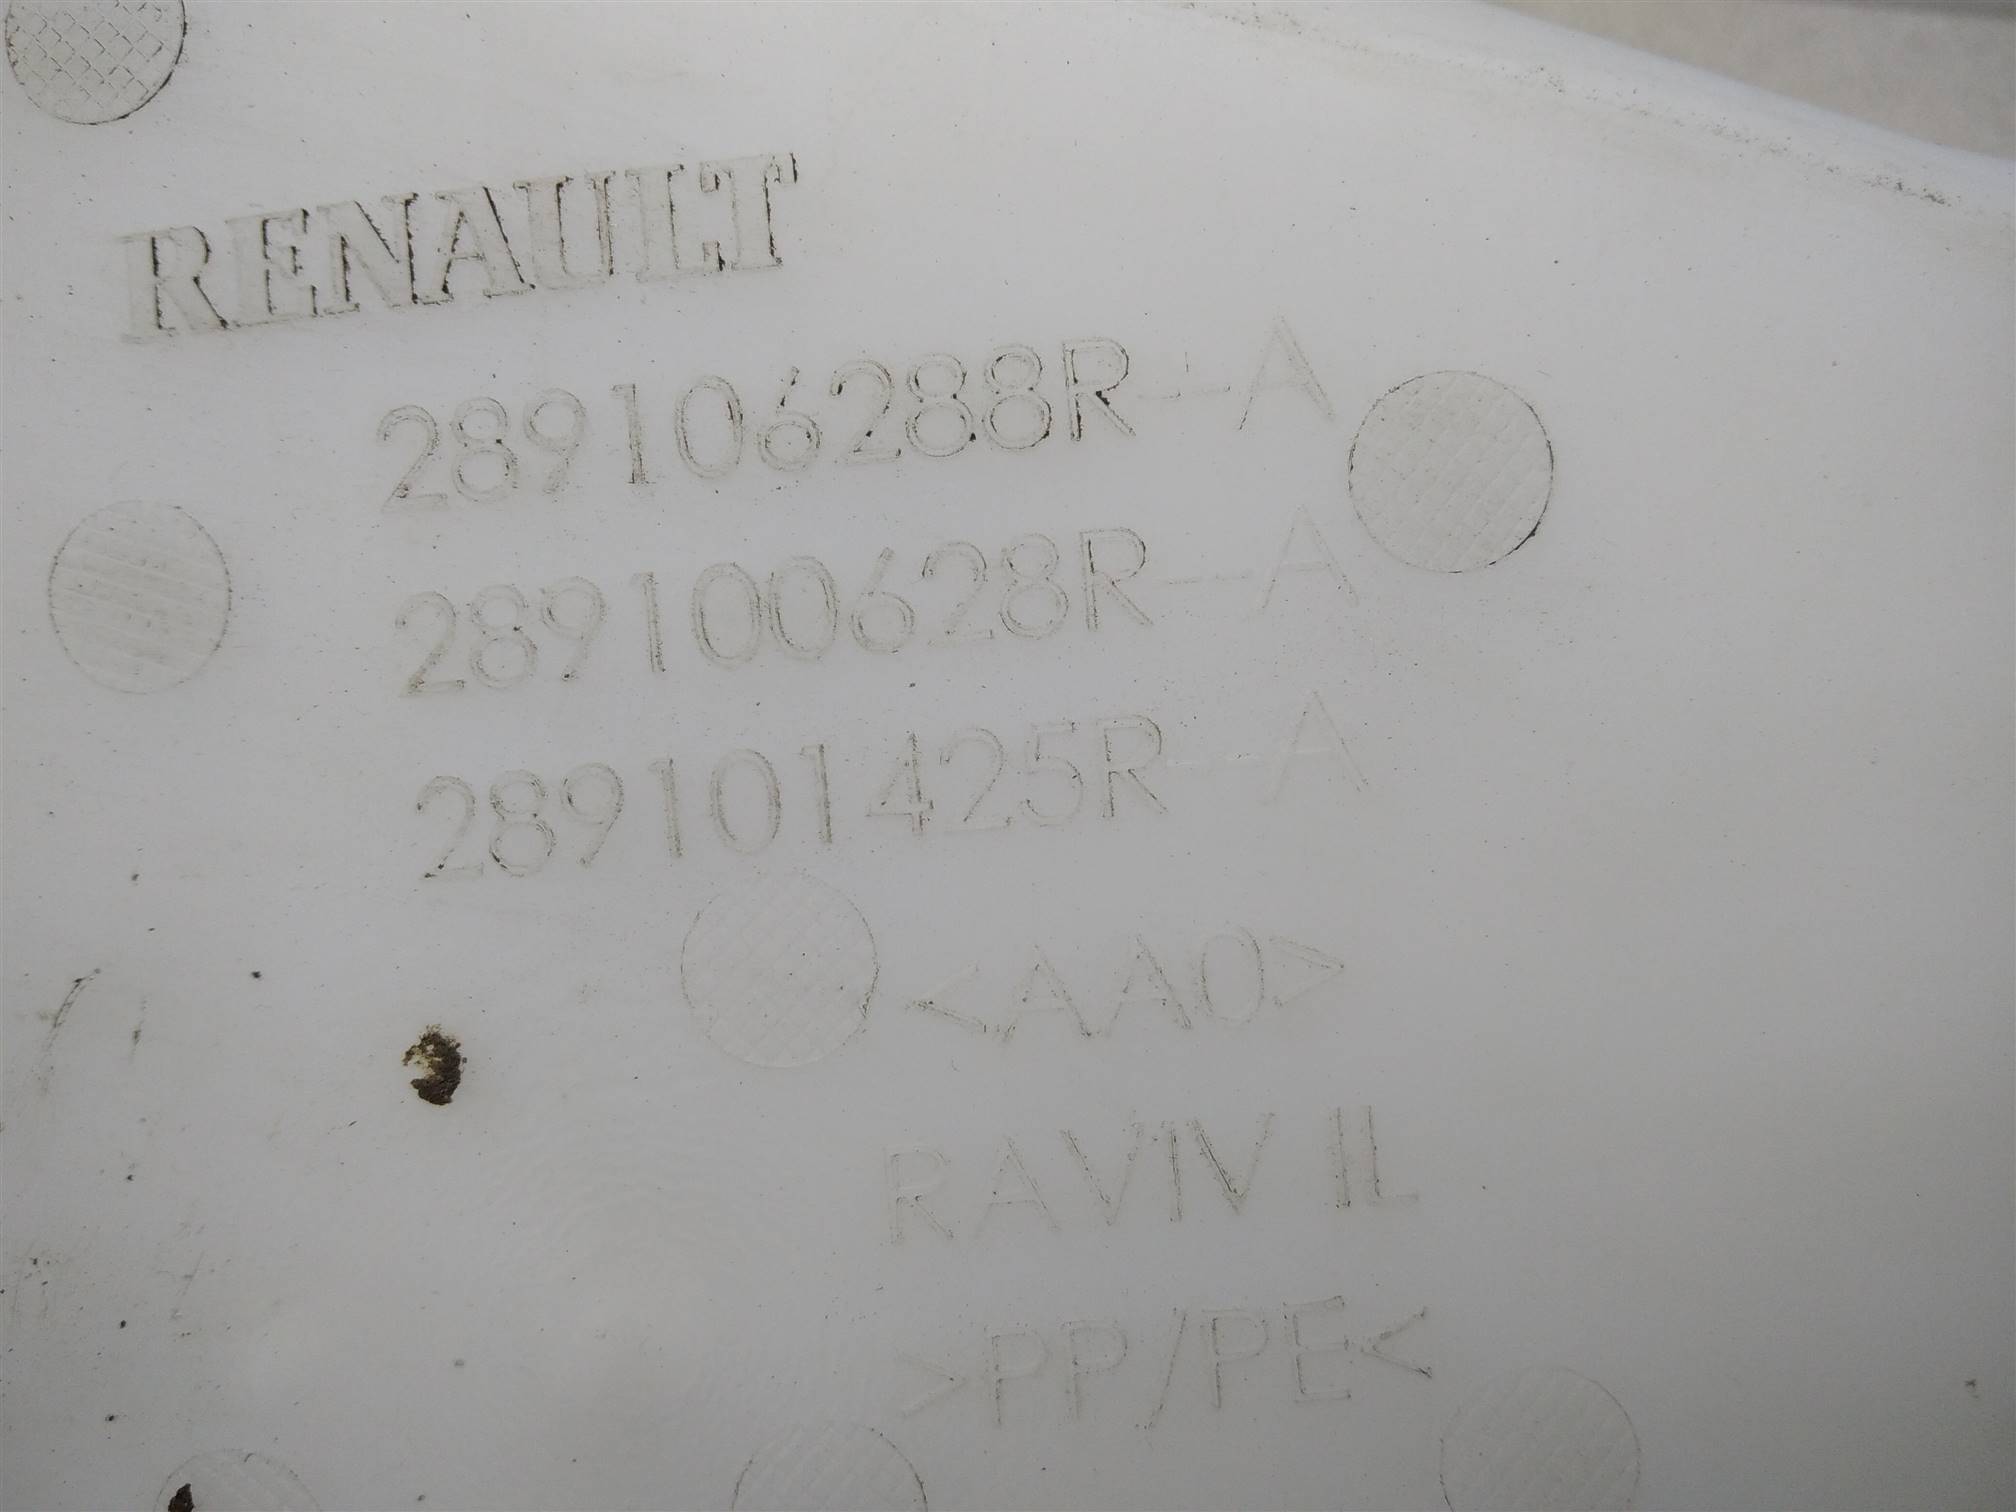 RENAULT
289106288R--A
289100628R--A
289101425R--A
<AA0>
RAVIV IL
>PP/PE<